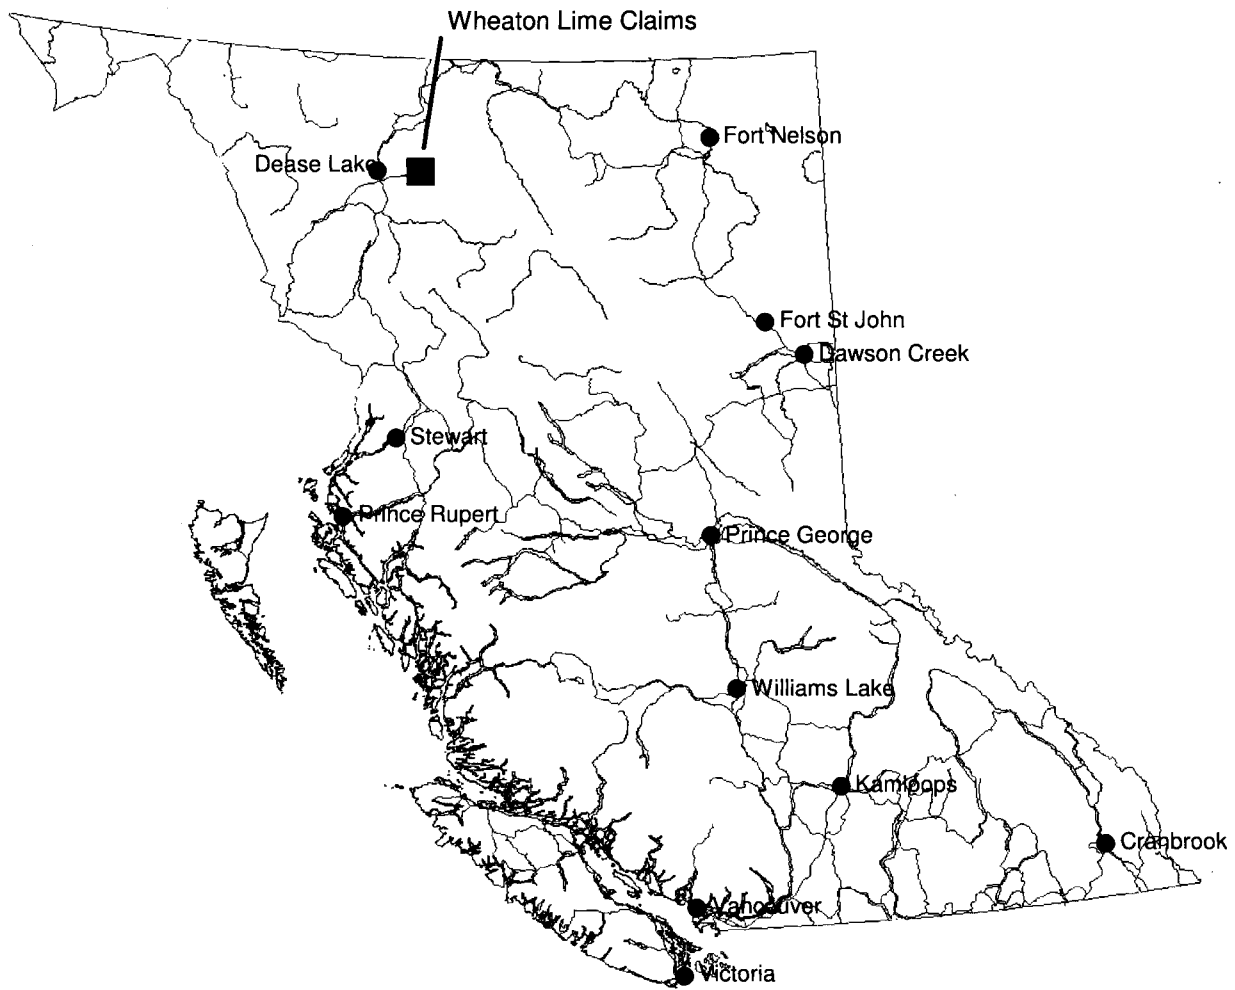 Wheaton Lime Claims
Fort Nelson
Dease Lake
Fort St John
Dawson Creek
Stewart
Prince Rupert
Prince George
Williams Lake
Kamloops
Cranbrook
Vancouver
Victoria